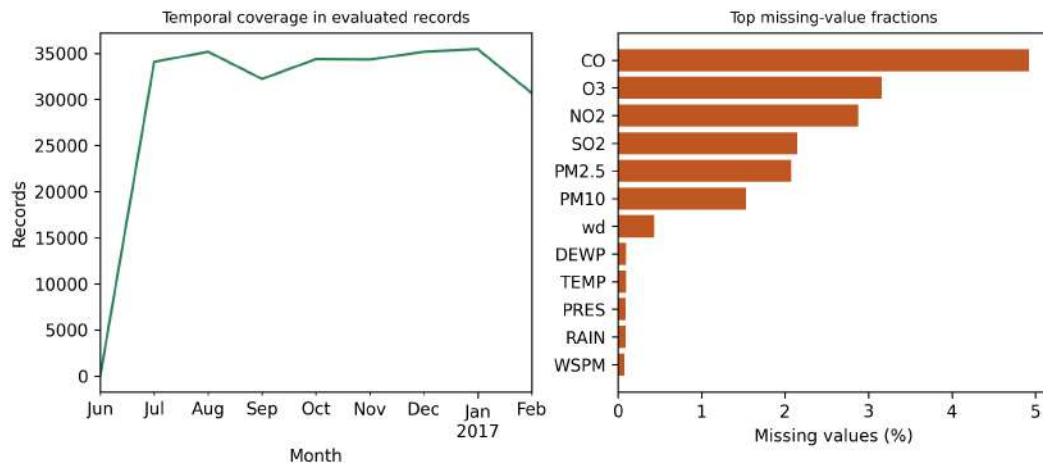 Temporal coverage in evaluated records
35000
30000
25000
20000
15000
10000
5000
0
Records
Jun Jul Aug Sep Oct Nov Dec Jan Feb
2017
Month
Top missing-value fractions
CO
O3
NO2
SO2
PM2.5
PM10
wd
DEWP
TEMP
PRES
RAIN
WSPM
0 1 2 3 4 5
Missing values (%)